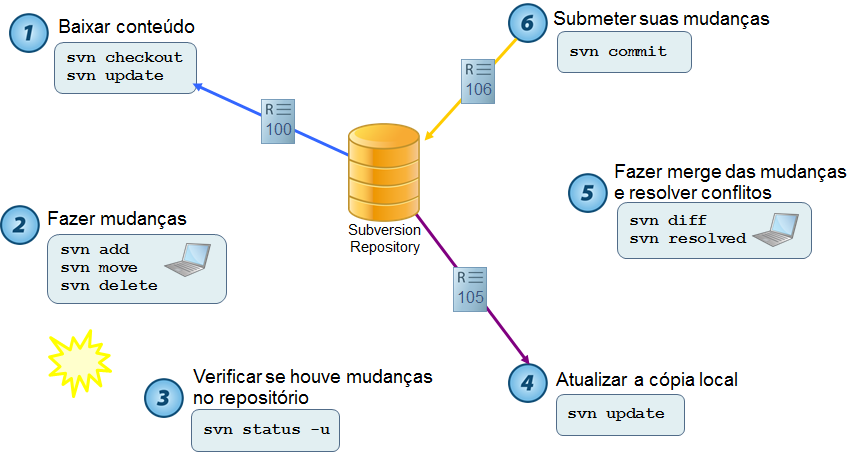 1
Baixar conteúdo
svn checkout
svn update
R
100
6
Submeter suas mudanças
svn commit
R
106
Subversion
Repository
2
Fazer mudanças
svn add
svn move
svn delete
5
Fazer merge das mudanças
e resolver conflitos
svn diff
svn resolved
R
105
3
Verificar se houve mudanças
no repositório
svn status -u
4
Atualizar a cópia local
svn update